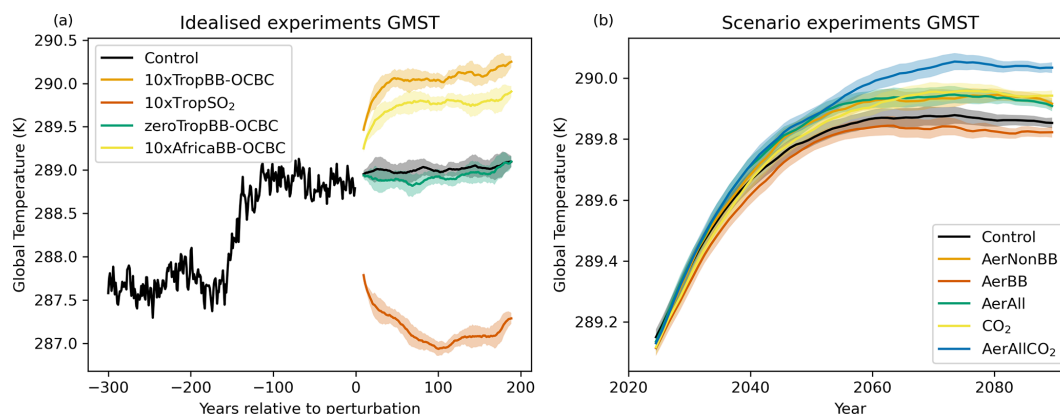 (a)
Idealised experiments GMST
290.5
290.0
289.5
289.0
288.5
288.0
287.5
287.0
Global Temperature (K)
Control
10xTropBB-OCBC
10xTropSO₂
zeroTropBB-OCBC
10xAfricaBB-OCBC
−300
−200
−100
0
100
200
Years relative to perturbation
(b)
Scenario experiments GMST
290.0
289.8
289.6
289.4
289.2
Global Temperature (K)
Control
AerNonBB
AerBB
AerAll
CO₂
AerAllCO₂
2020
2040
2060
2080
Year